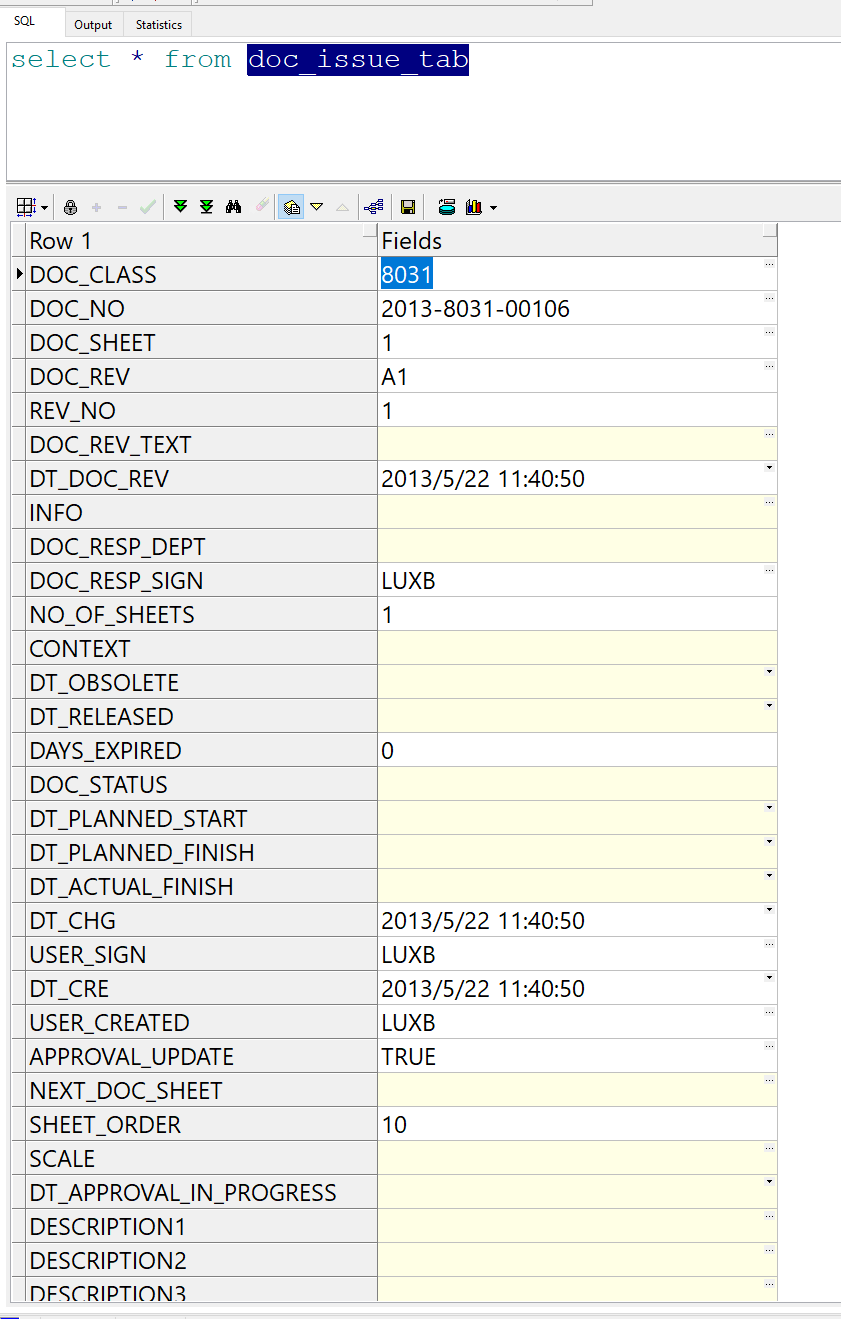 SQL Output Statistics
select * from doc_issue_tab
Row 1 Fields
DOC_CLASS 8031
DOC_NO 2013-8031-00106
DOC_SHEET 1
DOC_REV A1
REV_NO 1
DOC_REV_TEXT
DT_DOC_REV 2013/5/22 11:40:50
INFO
DOC_RESP_DEPT
DOC_RESP_SIGN LUXB
NO_OF_SHEETS 1
CONTEXT
DT_OBSOLETE
DT_RELEASED
DAYS_EXPIRED 0
DOC_STATUS
DT_PLANNED_START
DT_PLANNED_FINISH
DT_ACTUAL_FINISH
DT_CHG 2013/5/22 11:40:50
USER_SIGN LUXB
DT_CRE 2013/5/22 11:40:50
USER_CREATED LUXB
APPROVAL_UPDATE TRUE
NEXT_DOC_SHEET
SHEET_ORDER 10
SCALE
DT_APPROVAL_IN_PROGRESS
DESCRIPTION1
DESCRIPTION2
DESCRIPTION3